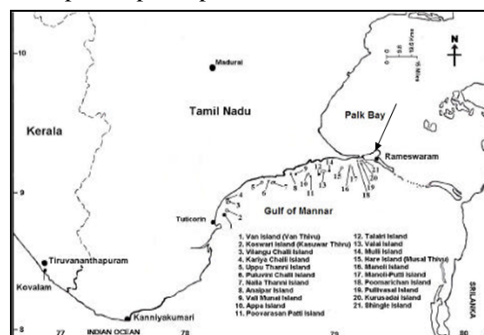 10
Madurai
N
Tamil Nadu
Palk Bay
Kerala
Rameswaram
9
Tuticorin
Gulf of Mannar
Tiruvananthapuram
Kovalam
Kanniyakumari
1. Van Island (Van Thivu)
2. Koswari Island (Kasuwar Thivu)
3. Vilangu Challi Island
4. Kariya Challi Island
5. Uppu Thanni Island
6. Puluvini Challi Island
7. Nalla Thanni Island
8. Anaipar Island
9. Vali Munai Island
10. Appa Island
11. Poovarasan Patti Island
12. Talairi Island
13. Valai Island
14. Mulli Island
15. Hare Island (Musal Thivu)
16. Manoli Island
17. Manoli-Putti Island
18. Poomarichan Island
19. Pullivasal Island
20. Kurusadai Island
21. Shingle Island
SRILANKA
8
77
INDIAN OCEAN
78
79